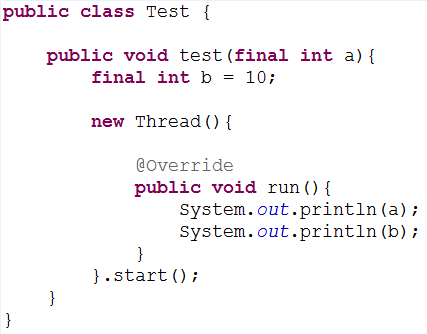 public class Test {
public void test(final int a){
final int b = 10;
new Thread(){
@Override
public void run(){
System.out.println(a);
System.out.println(b);
}
}.start();
}
}